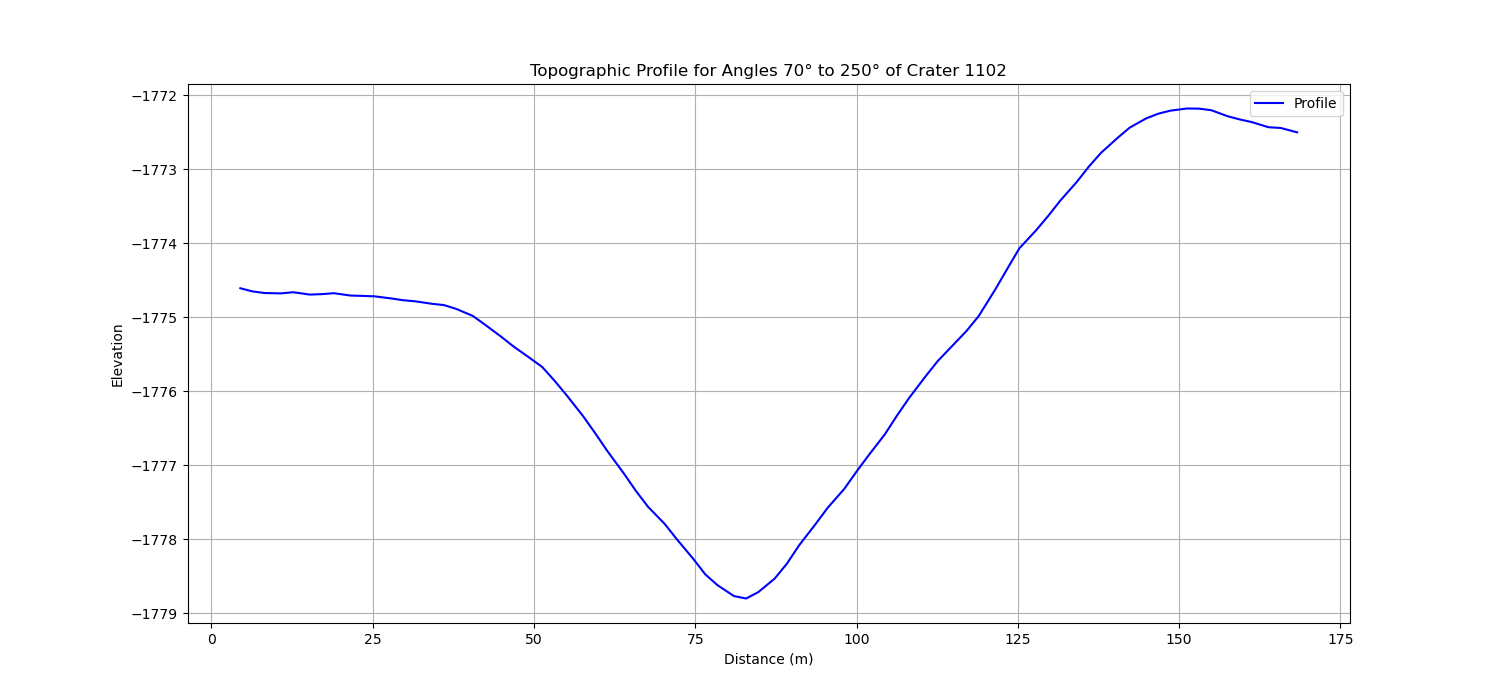 Topographic Profile for Angles 70° to 250° of Crater 1102
Profile
Elevation
−1772
−1773
−1774
−1775
−1776
−1777
−1778
−1779
0 25 50 75 100 125 150 175
Distance (m)